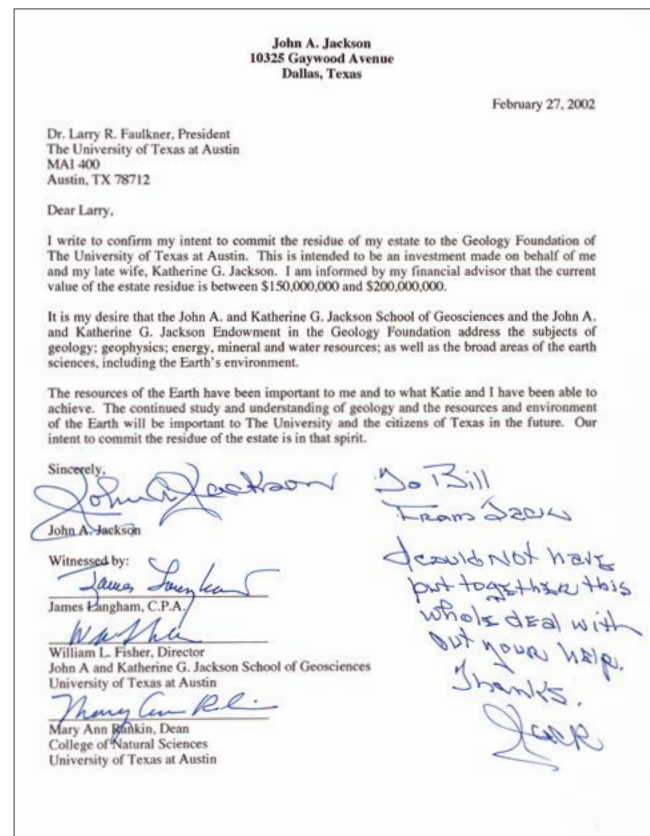 John A. Jackson
10325 Gaywood Avenue
Dallas, Texas
February 27, 2002
Dr. Larry R. Faulkner, President
The University of Texas at Austin
MAI 400
Austin, TX 78712
Dear Larry,
I write to confirm my intent to commit the residue of my estate to the Geology Foundation of
The University of Texas at Austin. This is intended to be an investment made on behalf of me
and my late wife, Katherine G. Jackson. I am informed by my financial advisor that the current
value of the estate residue is between $150,000,000 and $200,000,000.
It is my desire that the John A. and Katherine G. Jackson School of Geosciences and the John A.
and Katherine G. Jackson Endowment in the Geology Foundation address the subjects of
geology; geophysics; energy, mineral and water resources; as well as the broad areas of the earth
sciences, including the Earth's environment.
The resources of the Earth have been important to me and to what Katie and I have been able to
achieve. The continued study and understanding of geology and the resources and environment
of the Earth will be important to The University and the citizens of Texas in the future. Our
intent to commit the residue of the estate is in that spirit.
Sincerely,
John A Jackson
John A. Jackson
Witnessed by:
James Langham
James Langham, C.P.A.
William L. Fisher, Director
John A and Katherine G. Jackson School of Geosciences
University of Texas at Austin
Mary Ann Rankin
Mary Ann Rankin, Dean
College of Natural Sciences
University of Texas at Austin
To Bill
From Jack
I could Not have
put together this
whole deal with
out your help.
Thanks.
Jack